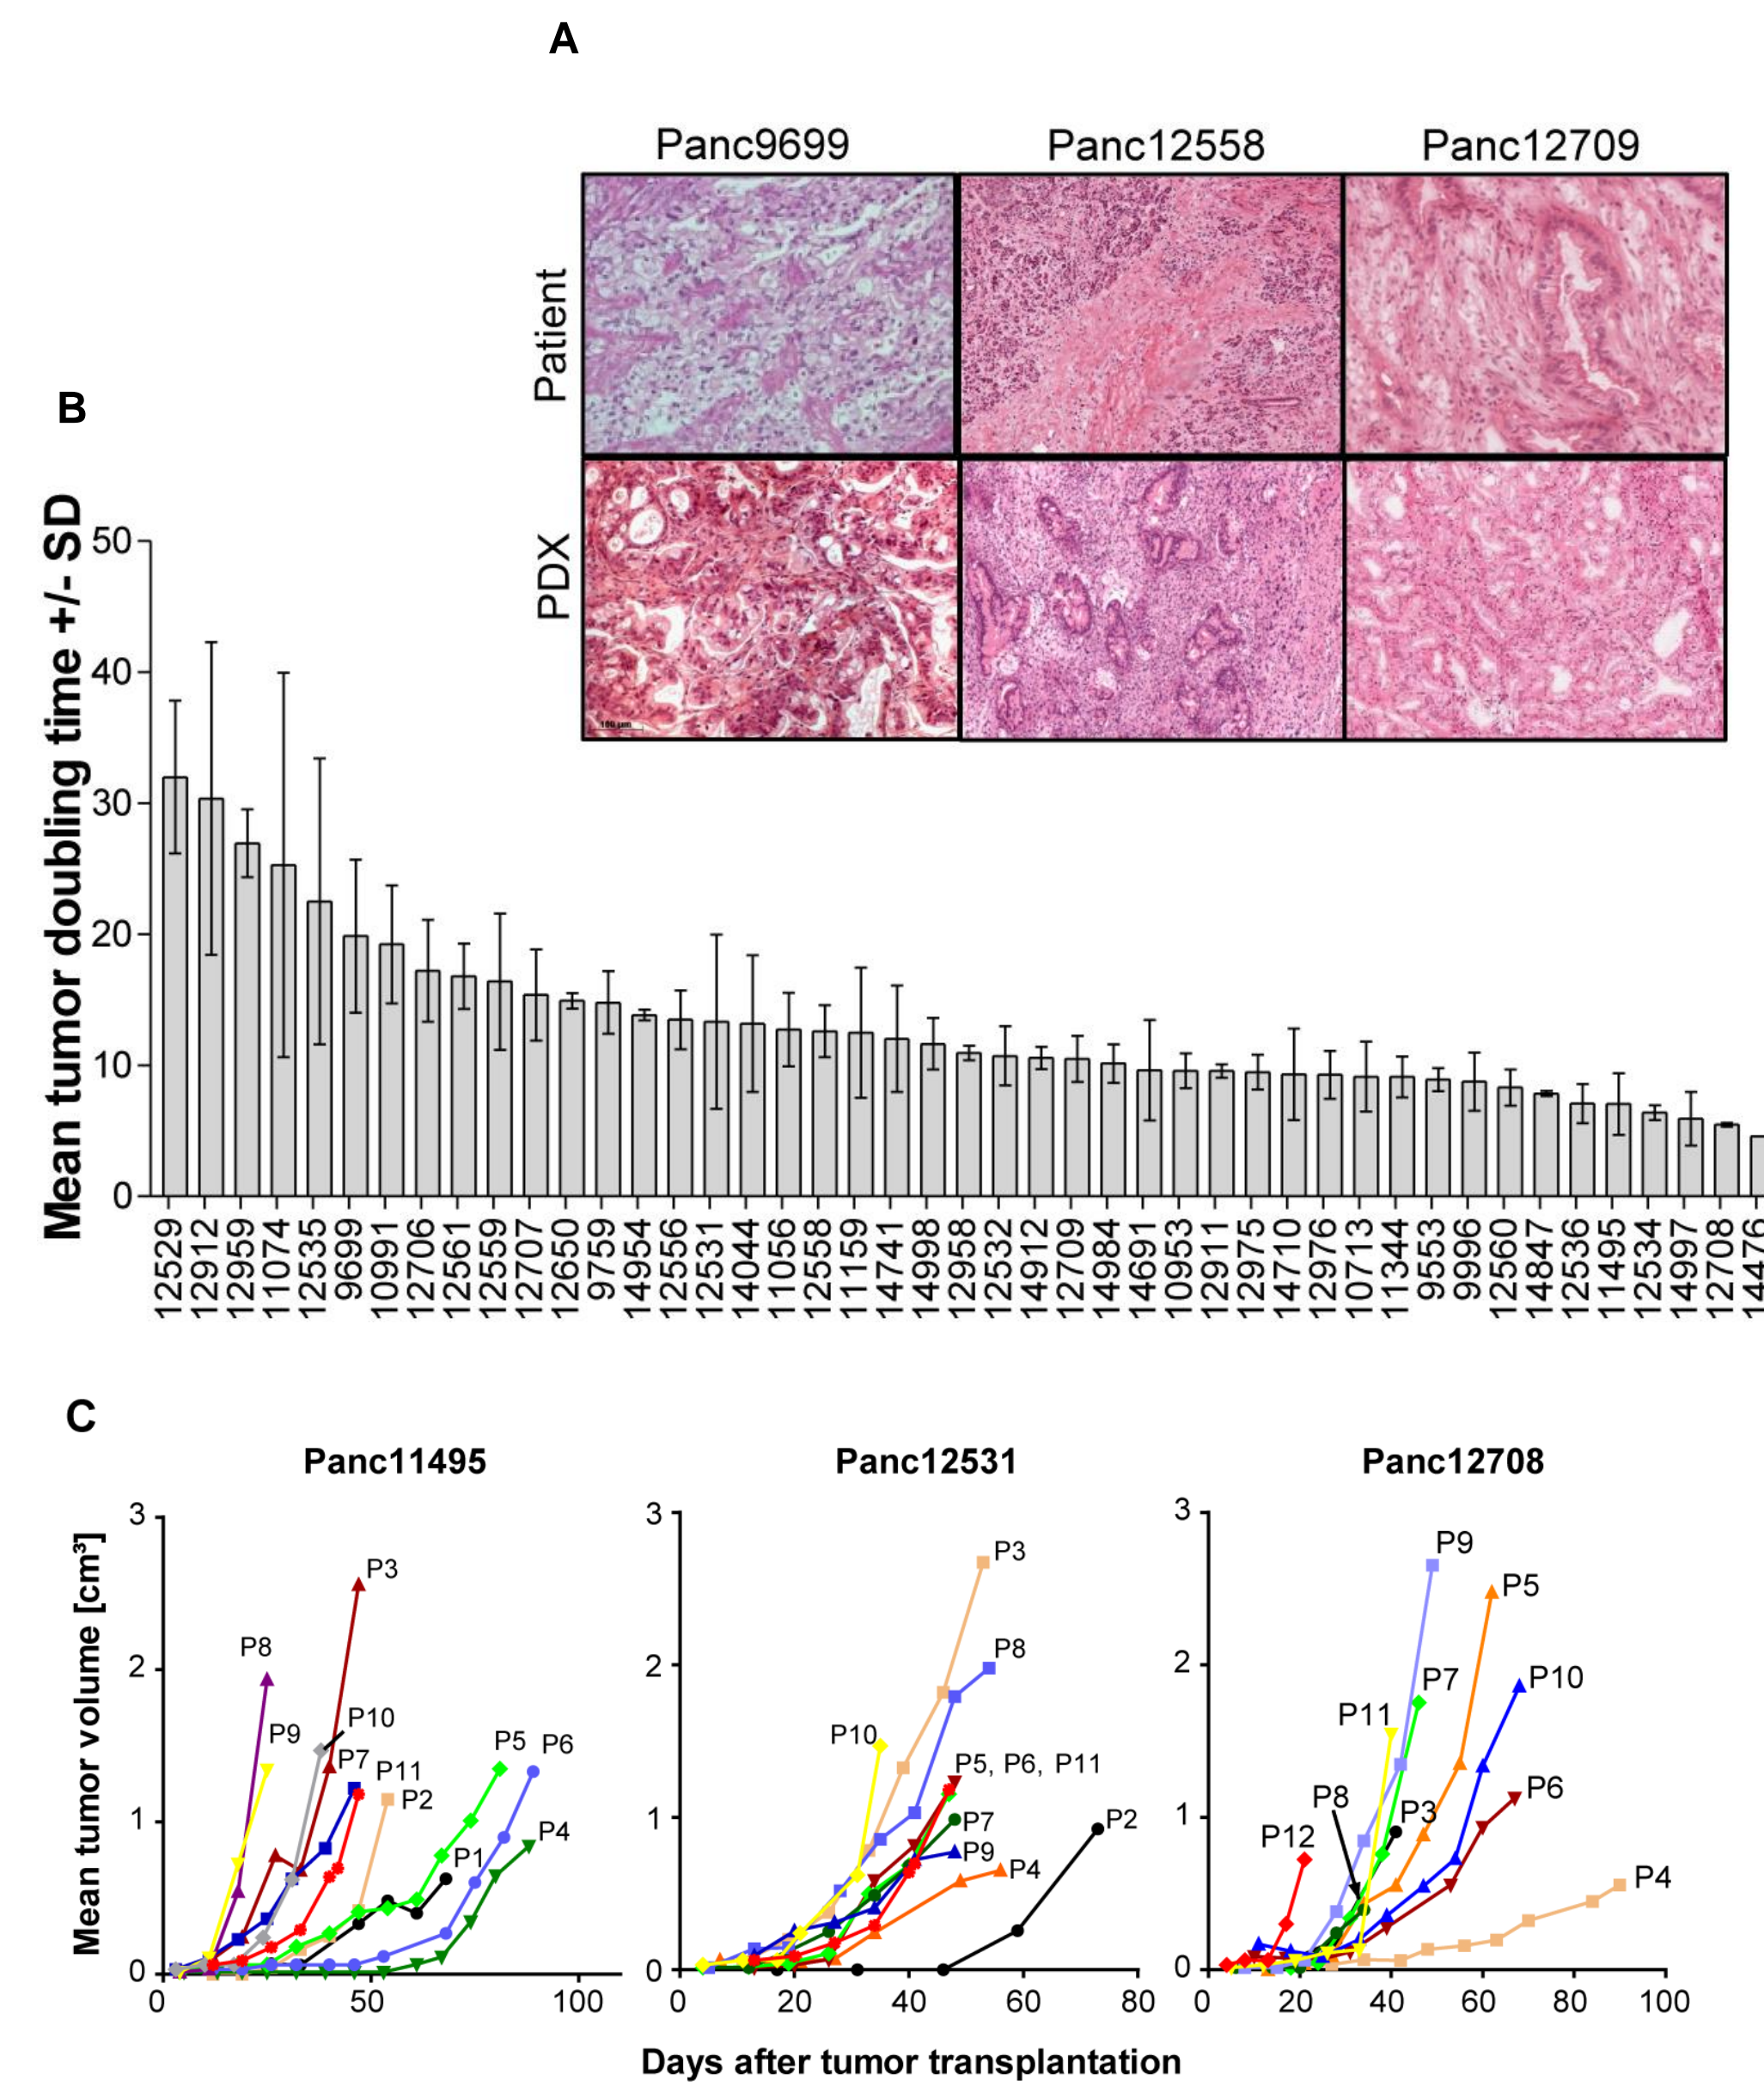 A
Panc9699 Panc12558 Panc12709
Patient
PDX
100 µm
B
Mean tumor doubling time +/- SD
50
40
30
20
10
0
12529 12912 12959 11074 12535 9699 10991 12706 12561 12559 12707 12650 9759 14954 12556 12531 14044 11056 12558 11159 14741 14998 12958 12532 14912 12709 14984 14691 10953 12911 12975 14710 12976 10713 11344 9553 9996 12560 14847 12536 11495 12534 14997 12708 14476
C
Panc11495 Panc12531 Panc12708
Mean tumor volume [cm³]
3
2
1
0
0 50 100
P3
P8
P9
P10
P7
P11
P2
P5 P6
P4
P1
3
2
1
0
0 20 40 60 80
P3
P8
P10
P5, P6, P11
P7
P2
P9
P4
3
2
1
0
0 20 40 60 80 100
P9
P5
P7
P10
P11
P8
P3
P6
P12
P4
Days after tumor transplantation